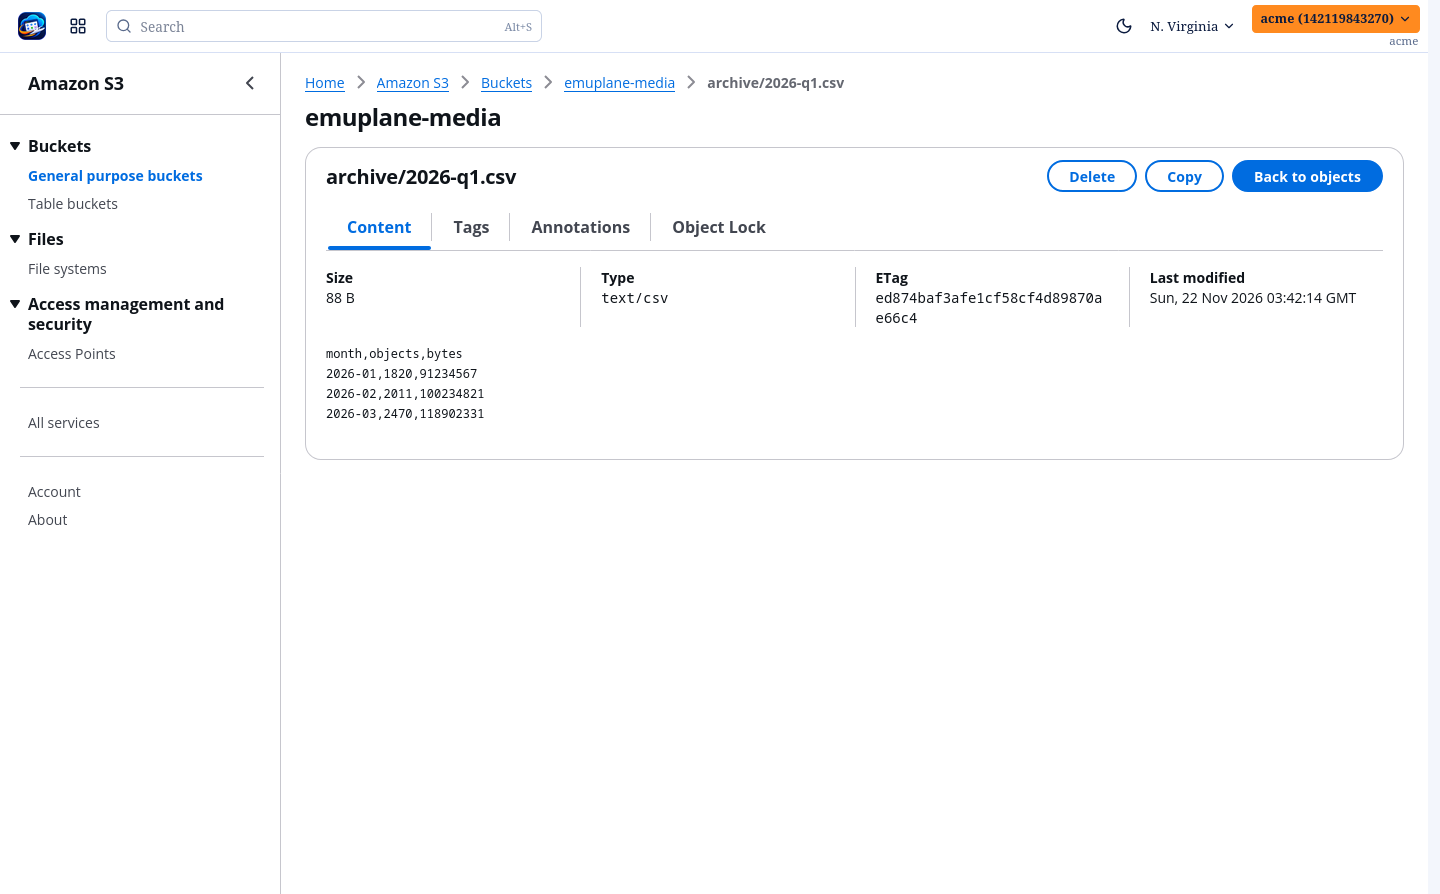 Search
Alt+S
N. Virginia
acme (142119843270)
acme
Amazon S3
Buckets
General purpose buckets
Table buckets
Files
File systems
Access management and
security
Access Points
All services
Account
About
Home
Amazon S3
Buckets
emuplane-media
archive/2026-q1.csv
emuplane-media
archive/2026-q1.csv
Delete
Copy
Back to objects
Content
Tags
Annotations
Object Lock
Size
88 B
Type
text/csv
ETag
ed874baf3afe1cf58cf4d89870a
e66c4
Last modified
Sun, 22 Nov 2026 03:42:14 GMT
month,objects,bytes
2026-01,1820,91234567
2026-02,2011,100234821
2026-03,2470,118902331